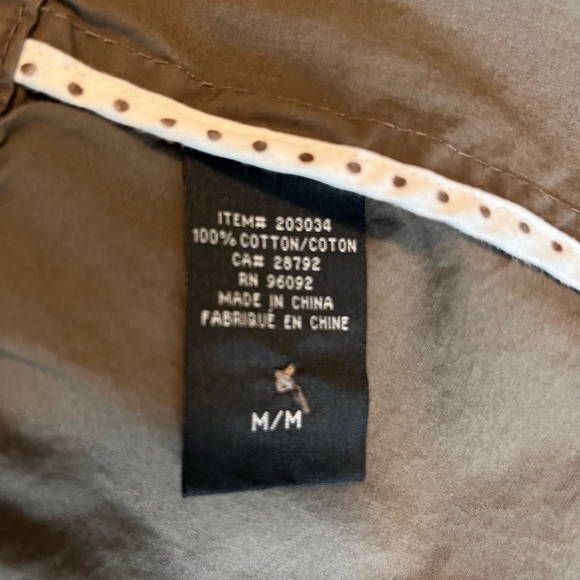 ITEM# 203034
100% COTTON/COTON
CA# 28792
RN 96092
MADE IN CHINA
FABRIQUÉ EN CHINE
M/M